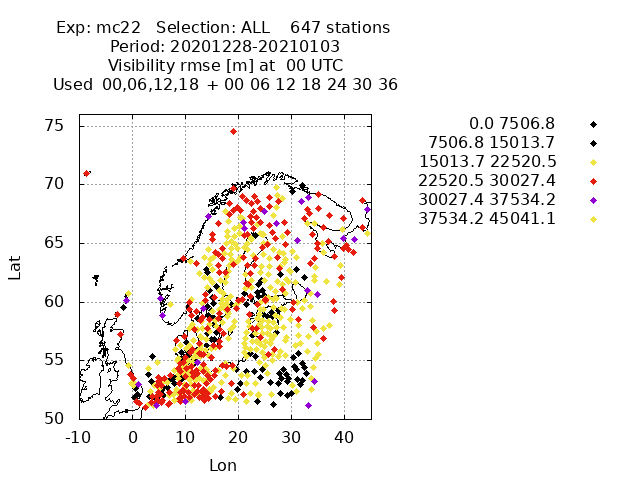 Exp: mc22 Selection: ALL 647 stations
Period: 20201228-20210103
Visibility rmse [m] at 00 UTC
Used 00,06,12,18 + 00 06 12 18 24 30 36
0.0 7506.8
7506.8 15013.7
15013.7 22520.5
22520.5 30027.4
30027.4 37534.2
37534.2 45041.1
75
70
65
60
55
50
Lat
-10 0 10 20 30 40
Lon